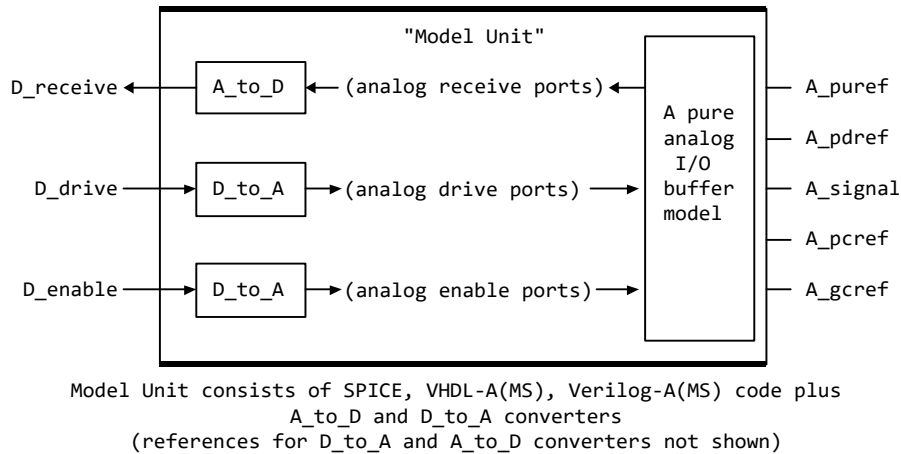 "Model Unit"
D_receive
A_to_D
(analog receive ports)
D_drive
D_to_A
(analog drive ports)
D_enable
D_to_A
(analog enable ports)
A pure
analog
I/O
buffer
model
A_puref
A_pdref
A_signal
A_pcref
A_gcref
Model Unit consists of SPICE, VHDL-A(MS), Verilog-A(MS) code plus
A_to_D and D_to_A converters
(references for D_to_A and A_to_D converters not shown)